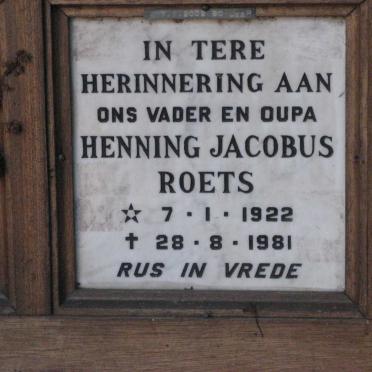 IN TERE
HERINNERING AAN
ONS VADER EN OUPA
HENNING JACOBUS
ROETS
☆ 7 · 1 · 1922
✝ 28 · 8 · 1981
RUS IN VREDE